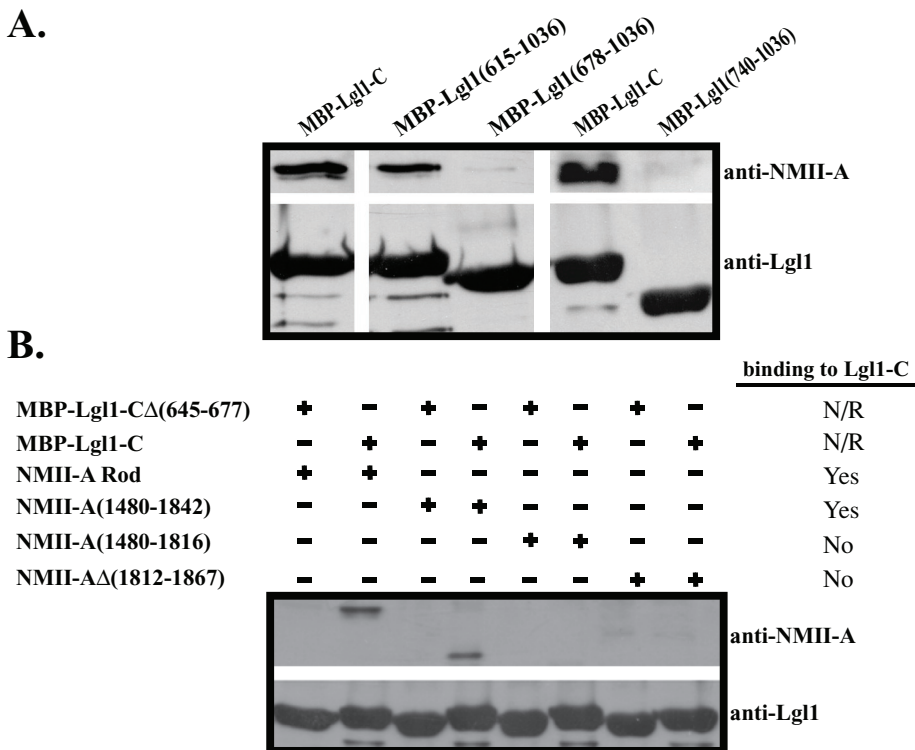 A.
MBP-Lgl1-C
MBP-Lgl1(615-1036)
MBP-Lgl1(678-1036)
MBP-Lgl1-C
MBP-Lgl1(740-1036)
anti-NMII-A
anti-Lgl1
B.
binding to Lgl1-C
MBP-Lgl1-CΔ(645-677) + - + - + - + - N/R
MBP-Lgl1-C - + - + - + - + N/R
NMII-A Rod + + - - - - - - Yes
NMII-A(1480-1842) - - + + - - - - Yes
NMII-A(1480-1816) - - - - + + - - No
NMII-AΔ(1812-1867) - - - - - - + + No
anti-NMII-A
anti-Lgl1